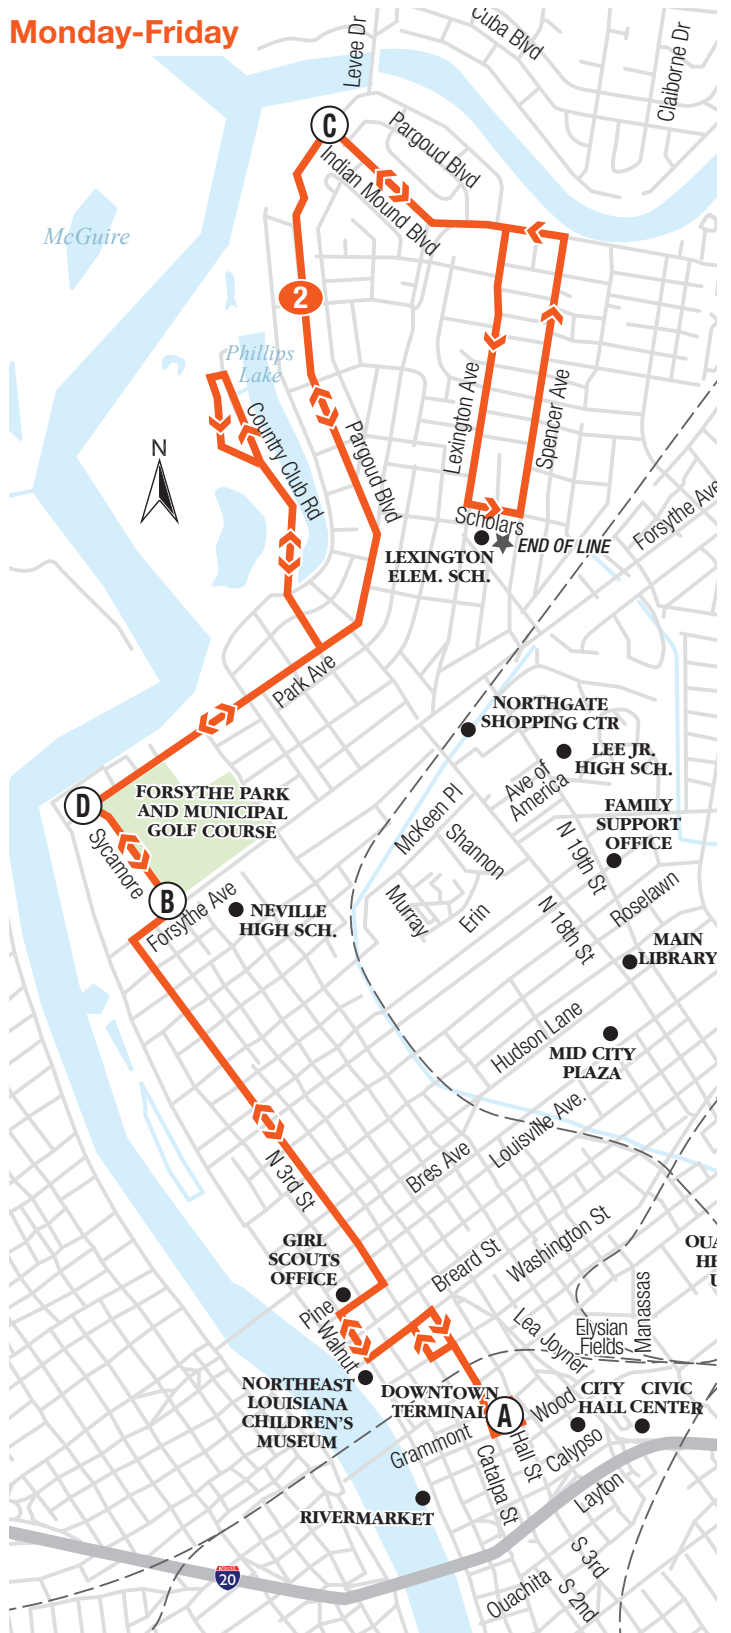 Monday-Friday
Levee Dr
Cuba Blvd
Claiborne Dr
C
Pargoud Blvd
Indian Mound Blvd
McGuire
2
Phillips
Lake
Country Club Rd
Pargoud Blvd
Lexington Ave
Spencer Ave
N
Forsythe Ave
Scholars
END OF LINE
LEXINGTON
ELEM. SCH.
Park Ave
NORTHGATE
SHOPPING CTR
LEE JR.
HIGH SCH.
Ave of
America
FORSYTHE PARK
AND MUNICIPAL
GOLF COURSE
D
Sycamore
McKeen Pl
Shannon
FAMILY
SUPPORT
OFFICE
N 19th St
B
Forsythe Ave
NEVILLE
HIGH SCH.
Murray
Erin
N 18th St
Roselawn
MAIN
LIBRARY
Hudson Lane
MID CITY
PLAZA
Louisville Ave.
Bres Ave
N 3rd St
GIRL
SCOUTS
OFFICE
Breard St
Washington St
Pine
Walnut
Lea Joyner
Elysian
Fields
Manassas
NORTHEAST
LOUISIANA
CHILDREN'S
MUSEUM
DOWNTOWN
TERMINAL
A
Wood
CITY
HALL
CIVIC
CENTER
Grammont
Catalpa St
Hall St
Calypso
Layton
RIVERMARKET
20
S 3rd
S 2nd
Ouachita